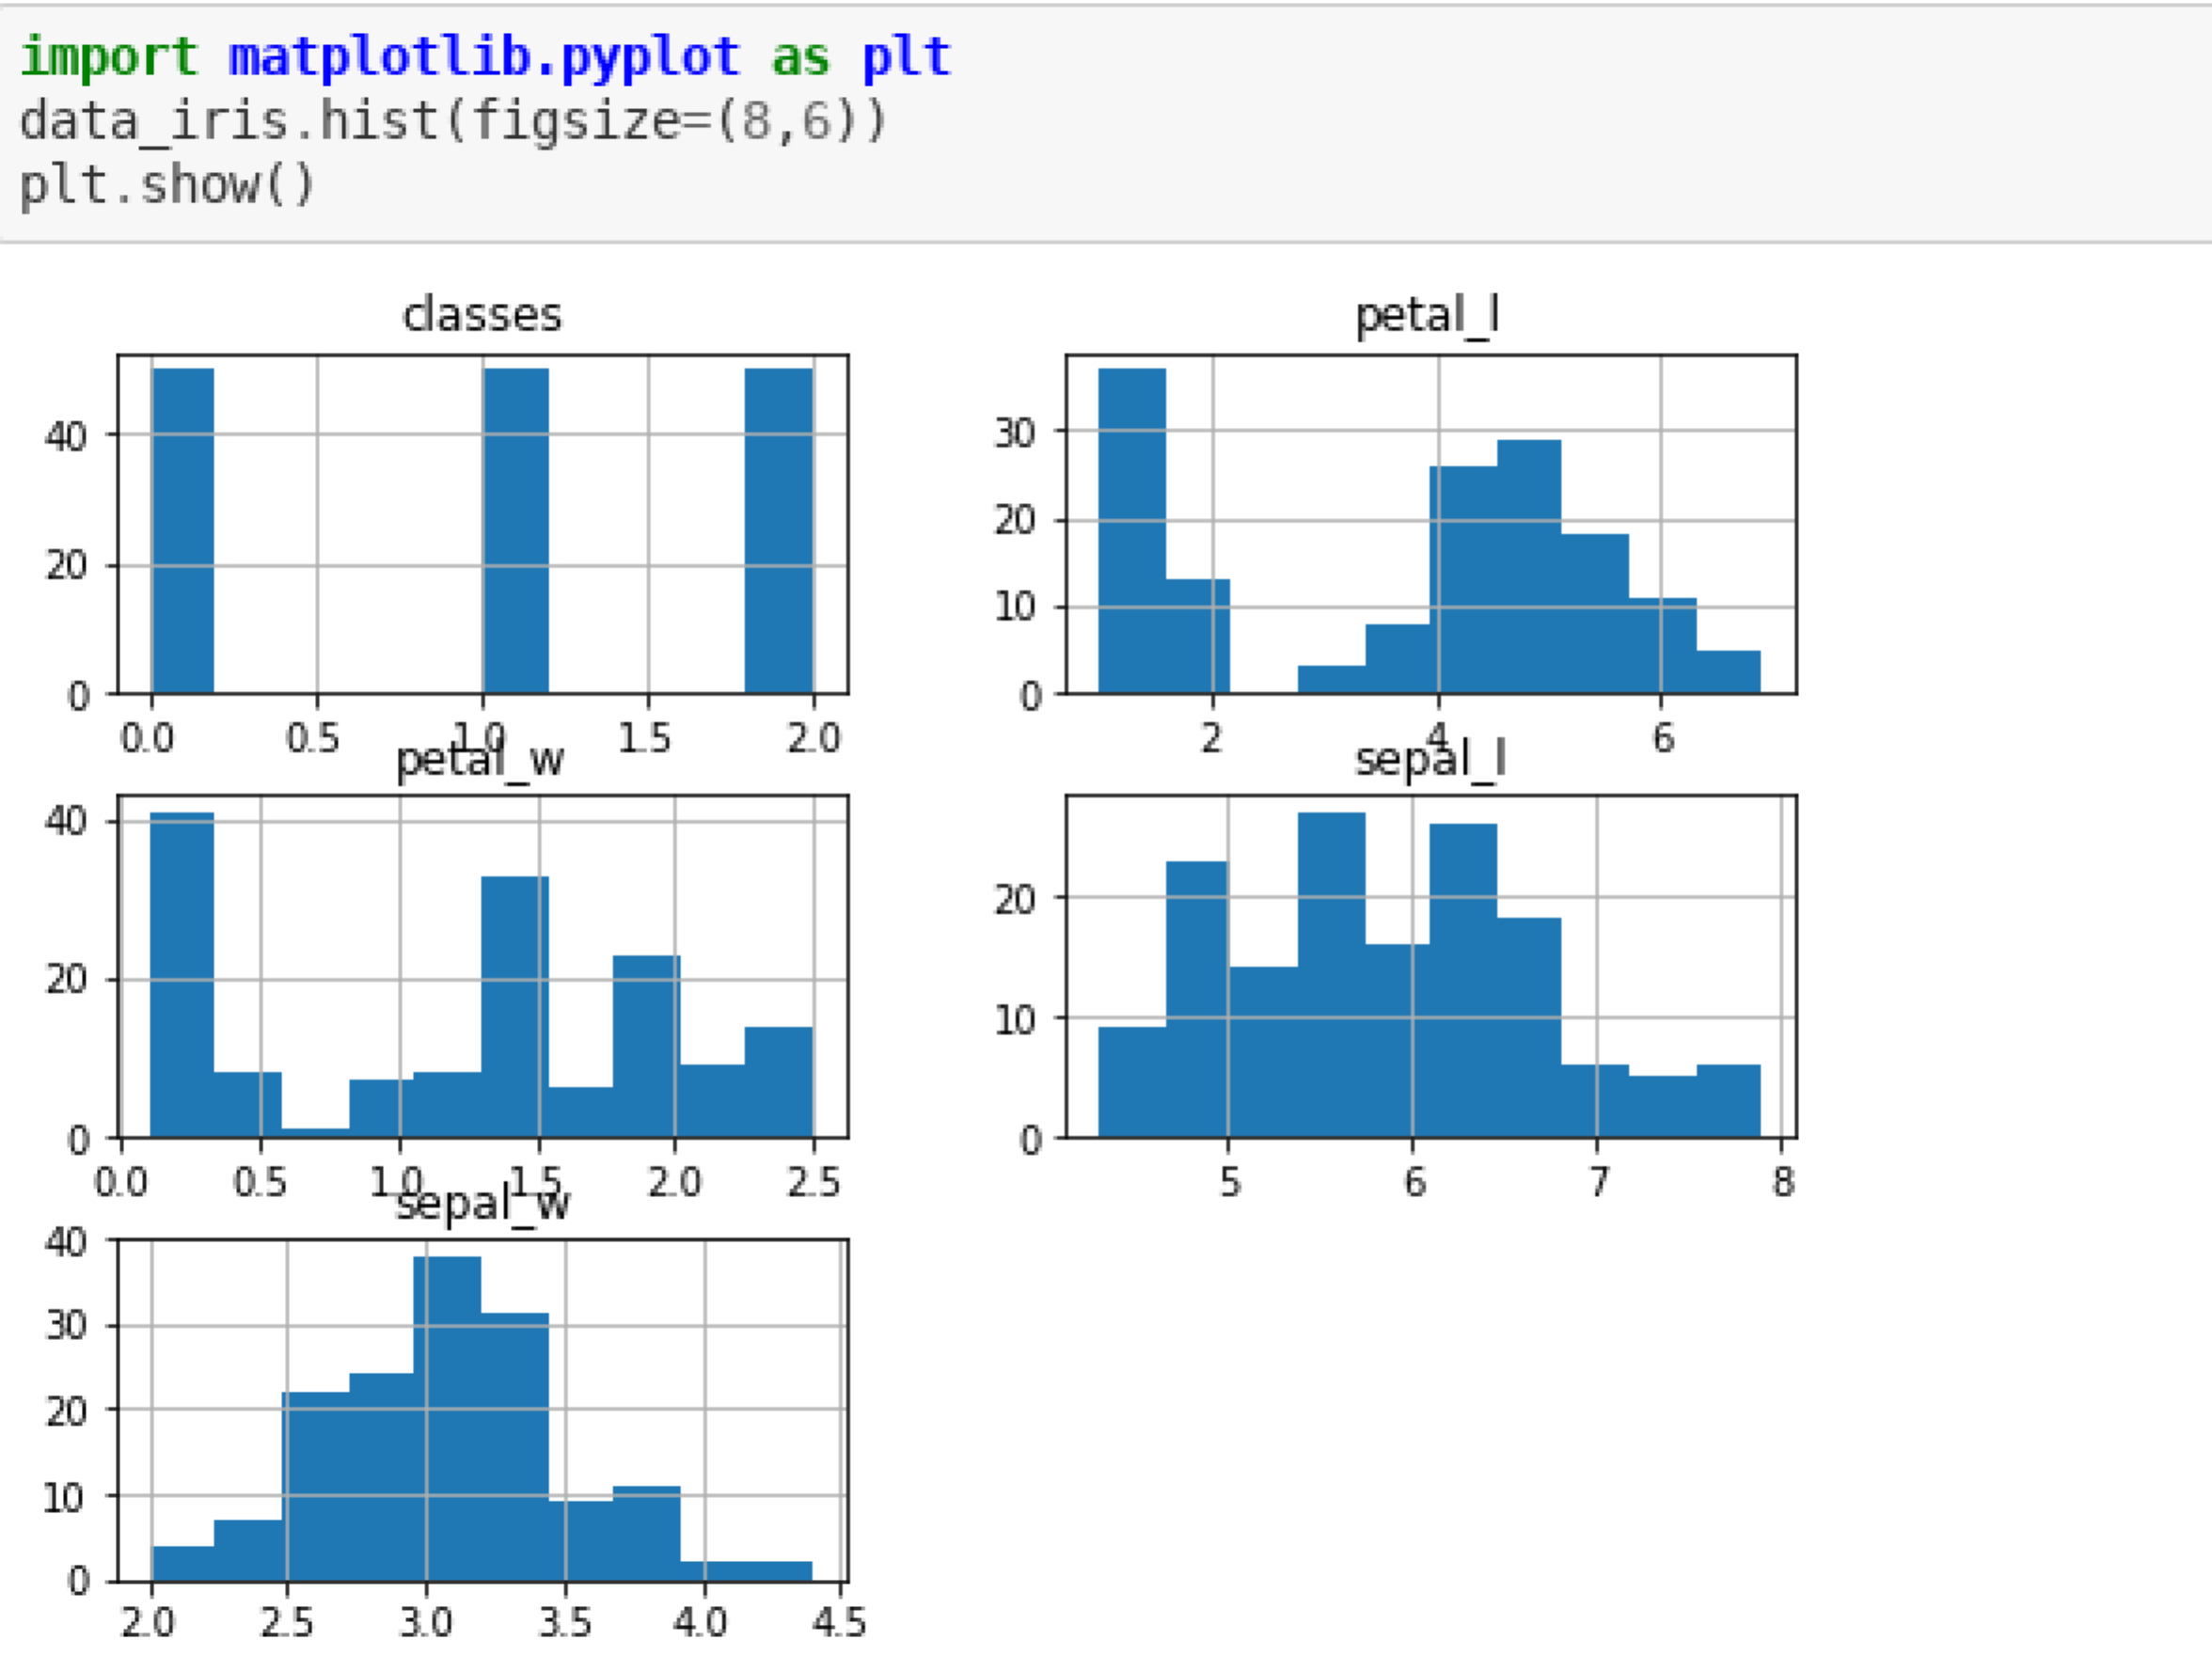 import matplotlib.pyplot as plt
data_iris.hist(figsize=(8,6))
plt.show()
classes
40
20
0
0.0 0.5 1.0 1.5 2.0
petal_l
30
20
10
0
2 4 6
petal_w
40
20
0
0.0 0.5 1.0 1.5 2.0 2.5
sepal_l
20
10
0
5 6 7 8
sepal_w
40
30
20
10
0
2.0 2.5 3.0 3.5 4.0 4.5